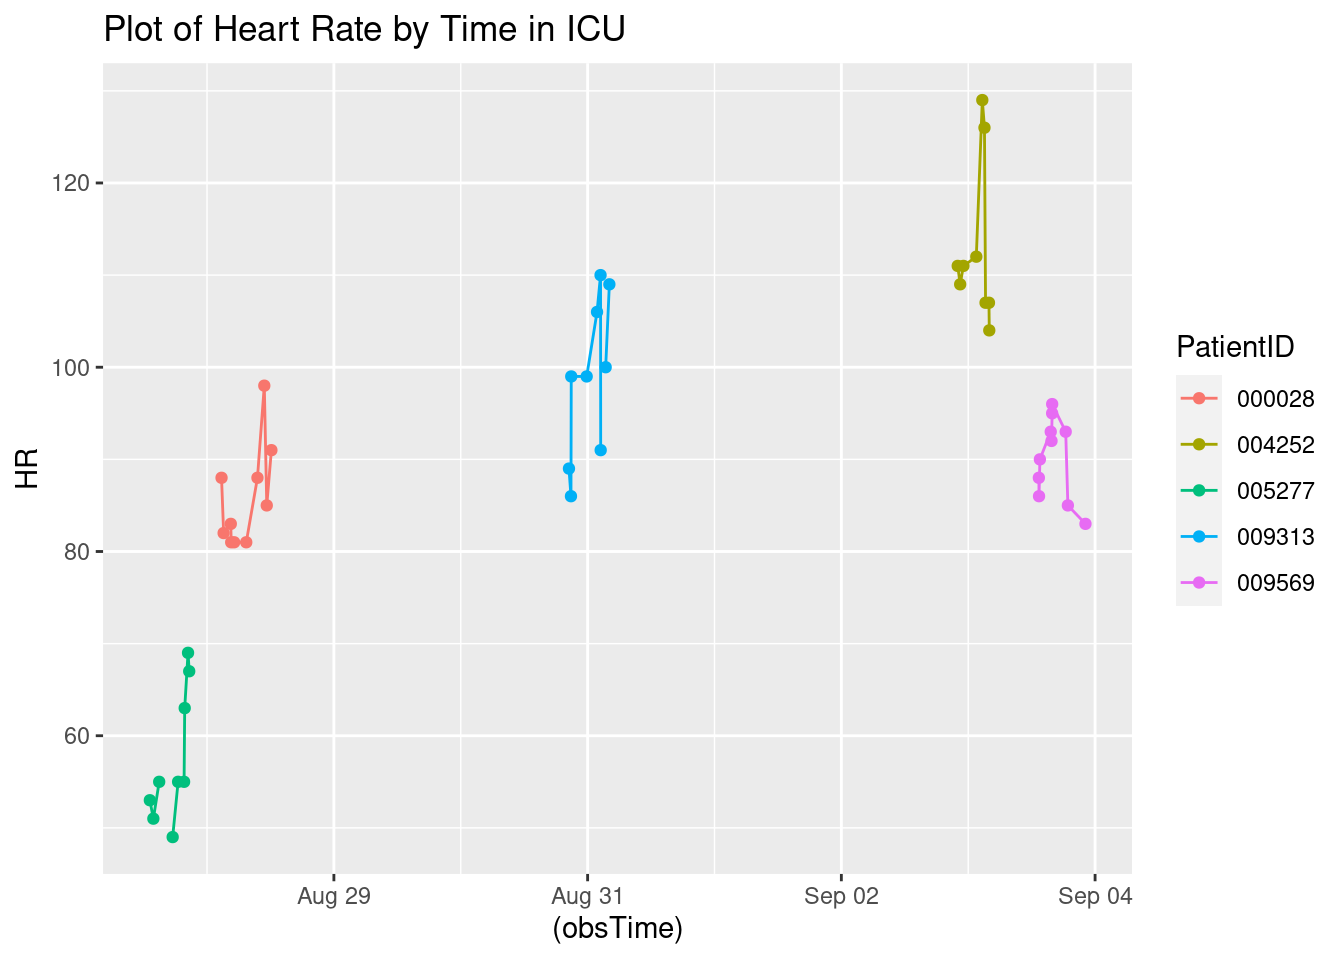 Plot of Heart Rate by Time in ICU
HR
120
100
80
60
Aug 29
Aug 31
Sep 02
Sep 04
(obsTime)
PatientID
000028
004252
005277
009313
009569